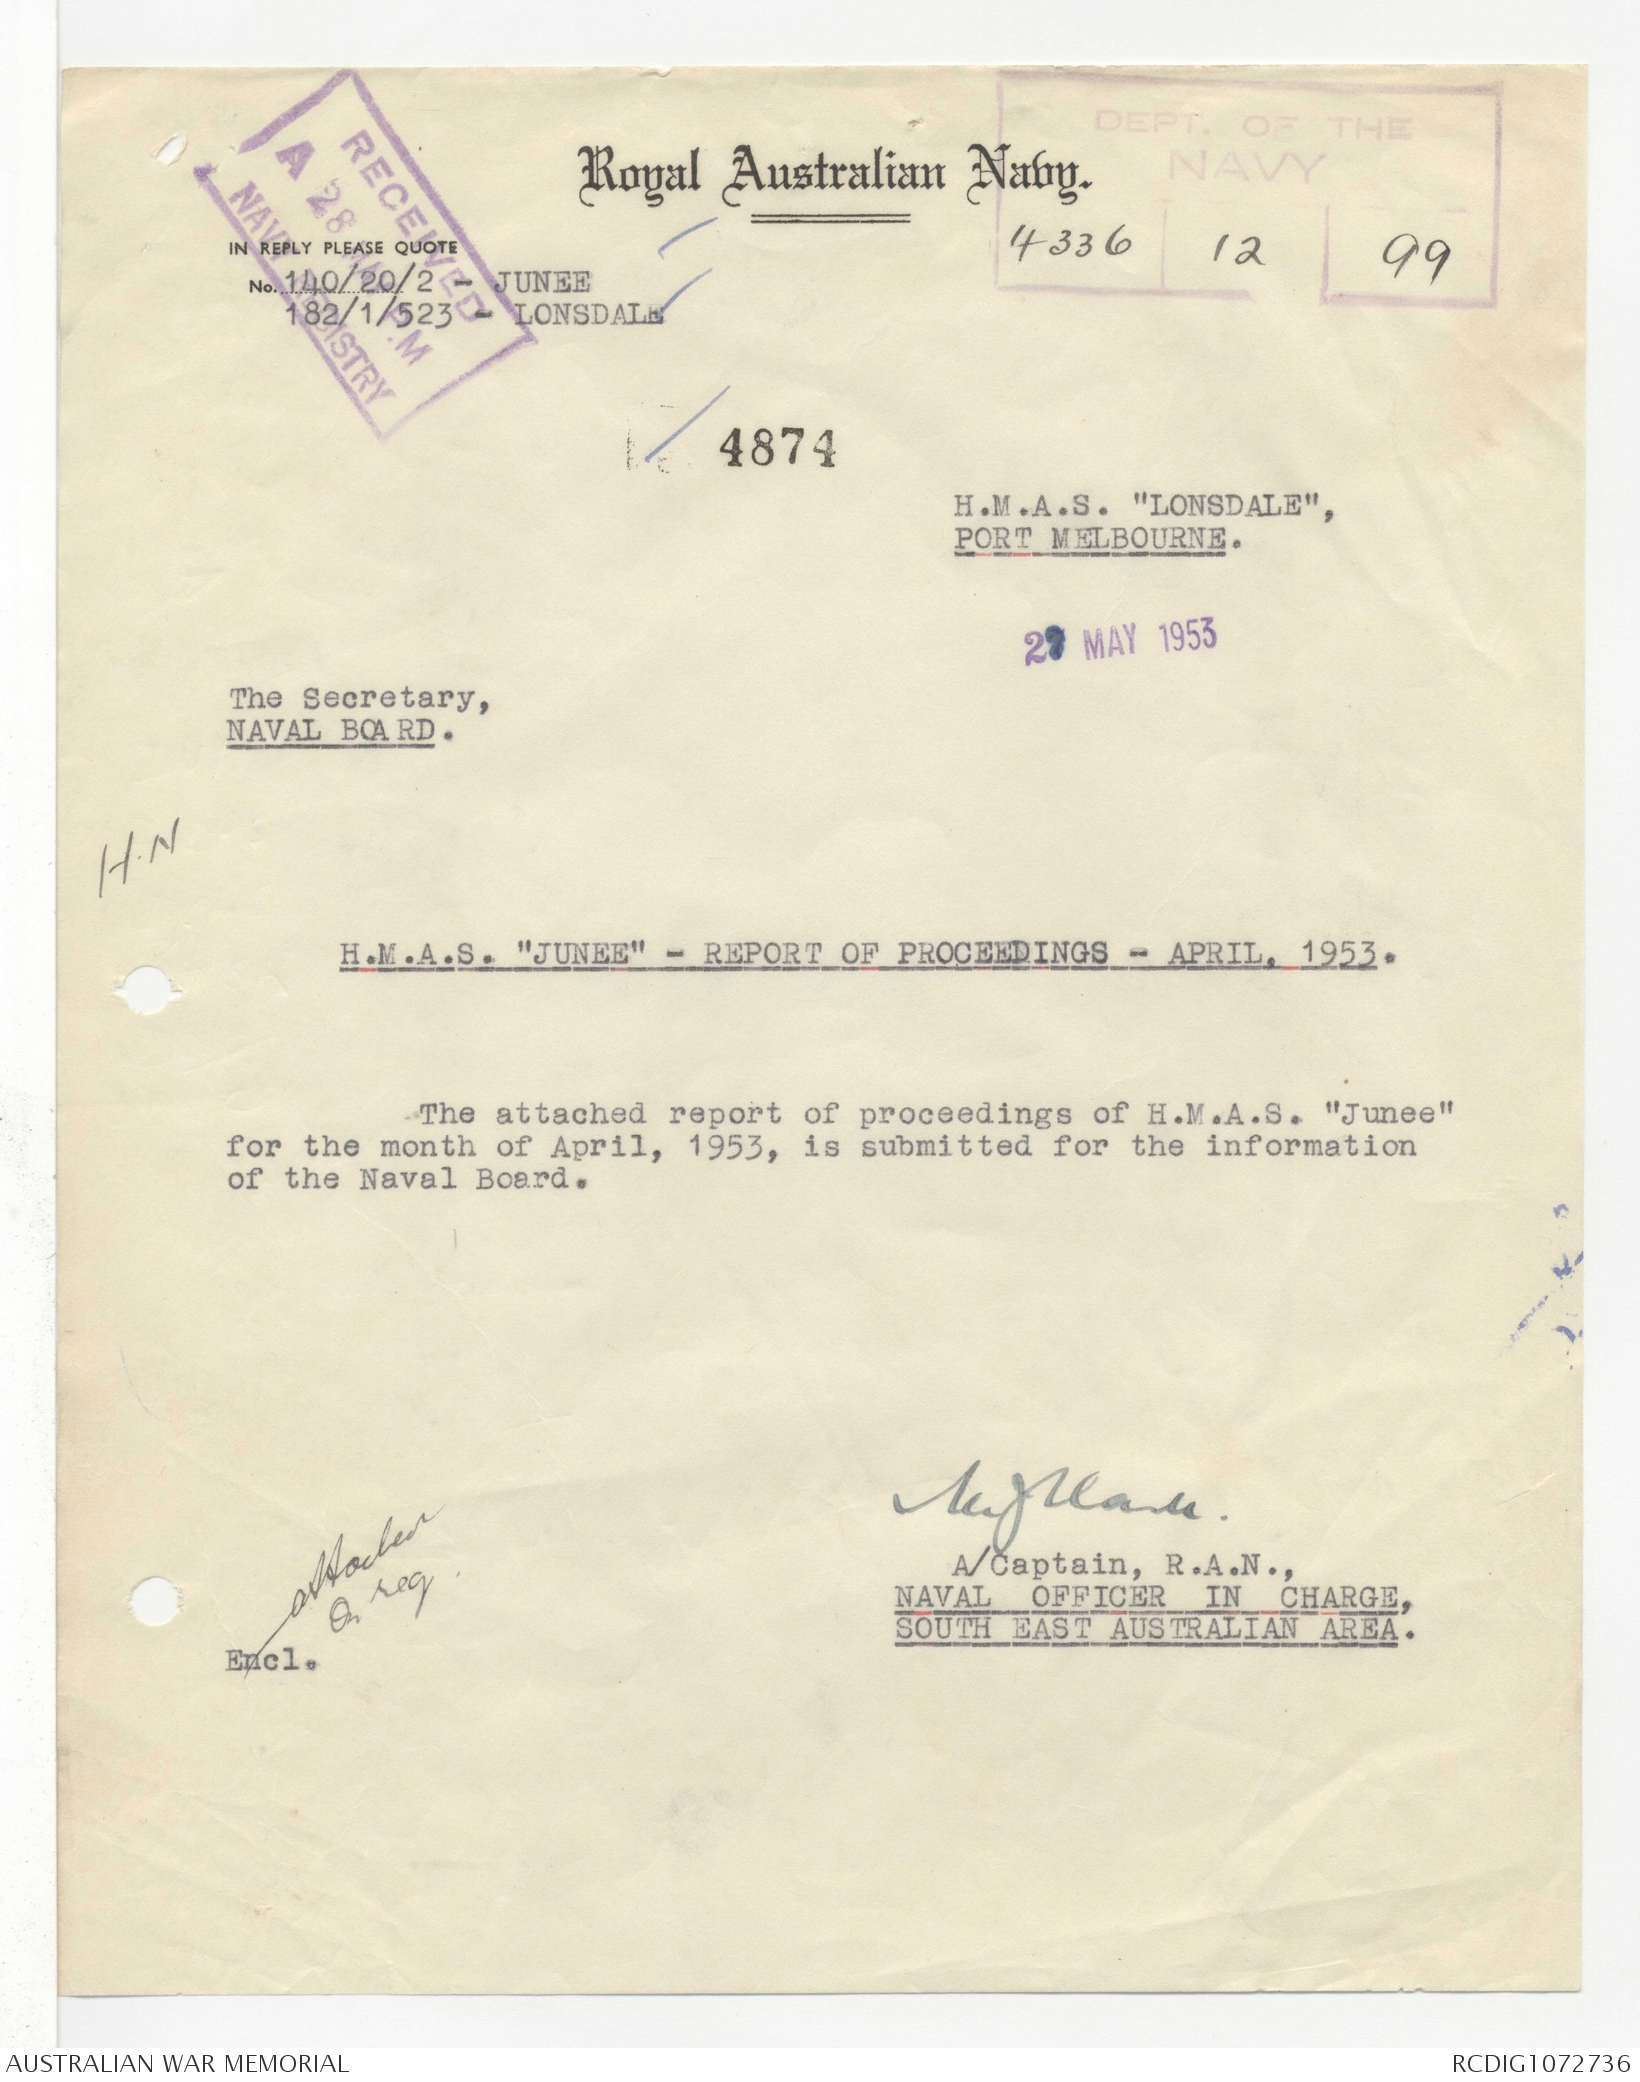 RECEIVED
A 28 P.M
NAVY REGISTRY
DEPT. OF THE
NAVY
4336 12 99
Royal Australian Navy.
IN REPLY PLEASE QUOTE
No. 140/20/2 - JUNEE
182/1/523 - LONSDALE
4874
H.M.A.S. "LONSDALE",
PORT MELBOURNE.
27 MAY 1953
The Secretary,
NAVAL BOARD.
H.N
H.M.A.S. "JUNEE" - REPORT OF PROCEEDINGS - APRIL, 1953.
The attached report of proceedings of H.M.A.S. "Junee"
for the month of April, 1953, is submitted for the information
of the Naval Board.
A/Captain, R.A.N.,
NAVAL OFFICER IN CHARGE,
SOUTH EAST AUSTRALIAN AREA.
reg.
Encl.
AUSTRALIAN WAR MEMORIAL
RCDIG1072736